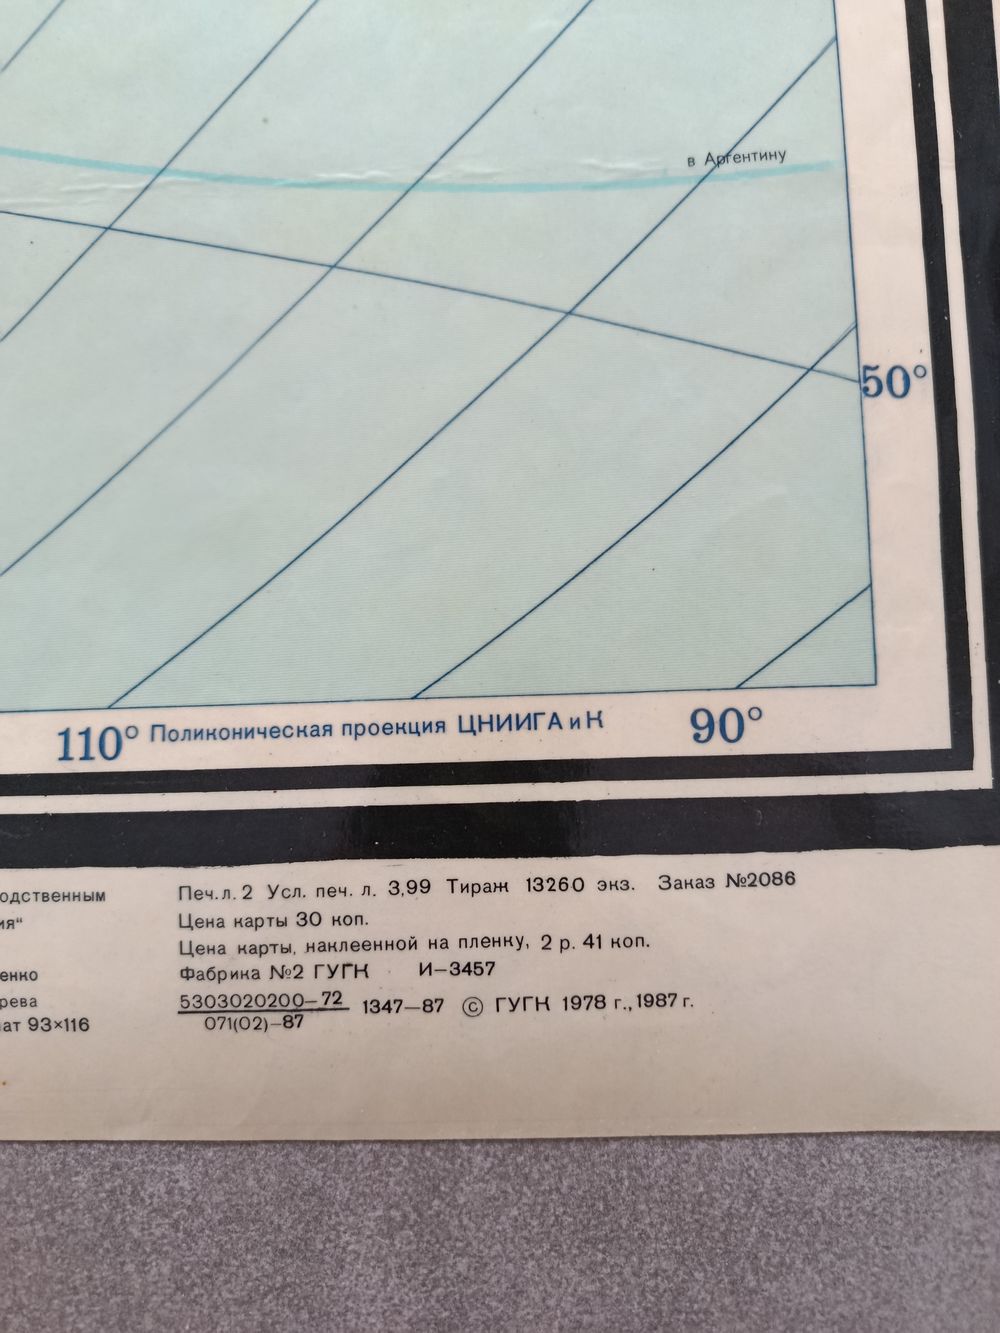 в Аргентину
50°
110° Поликоническая проекция ЦНИИГАиК 90°
Печ.л. 2 Усл. печ. л. 3,99 Тираж 13260 экз. Заказ №2086
Цена карты 30 коп.
Цена карты, наклеенной на пленку, 2 р. 41 коп.
Фабрика №2 ГУГК И–3457
5303020200–72
071(02)–87
1347–87 © ГУГК 1978 г., 1987 г.
одственным
ия“
енко
рева
ат 93×116